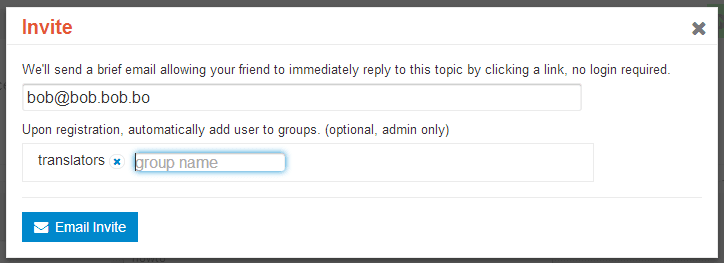 Invite
We'll send a brief email allowing your friend to immediately reply to this topic by clicking a link, no login required.
bob@bob.bob.bo
Upon registration, automatically add user to groups. (optional, admin only)
translators group name
Email Invite